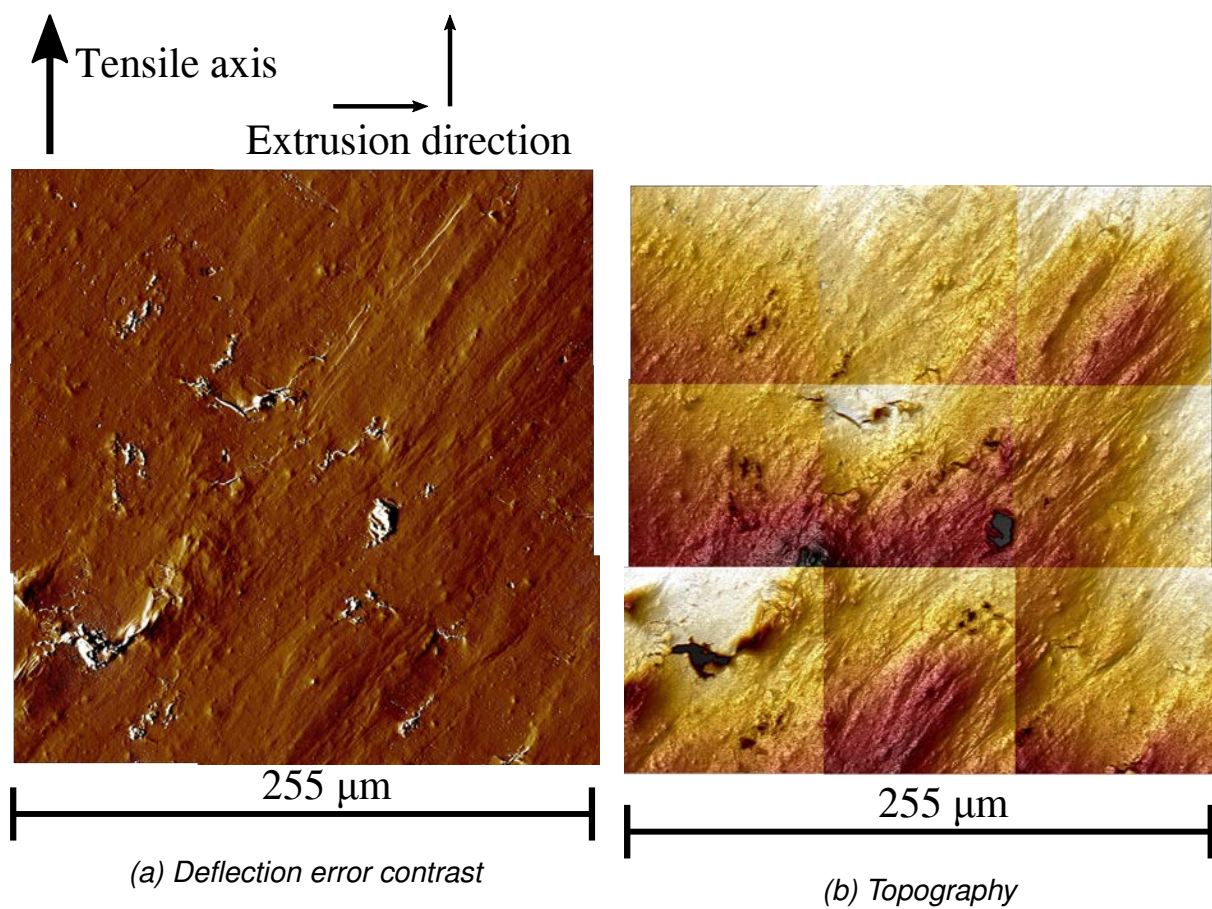 Tensile axis
Extrusion direction
255 μm
255 μm
(a) Deflection error contrast
(b) Topography